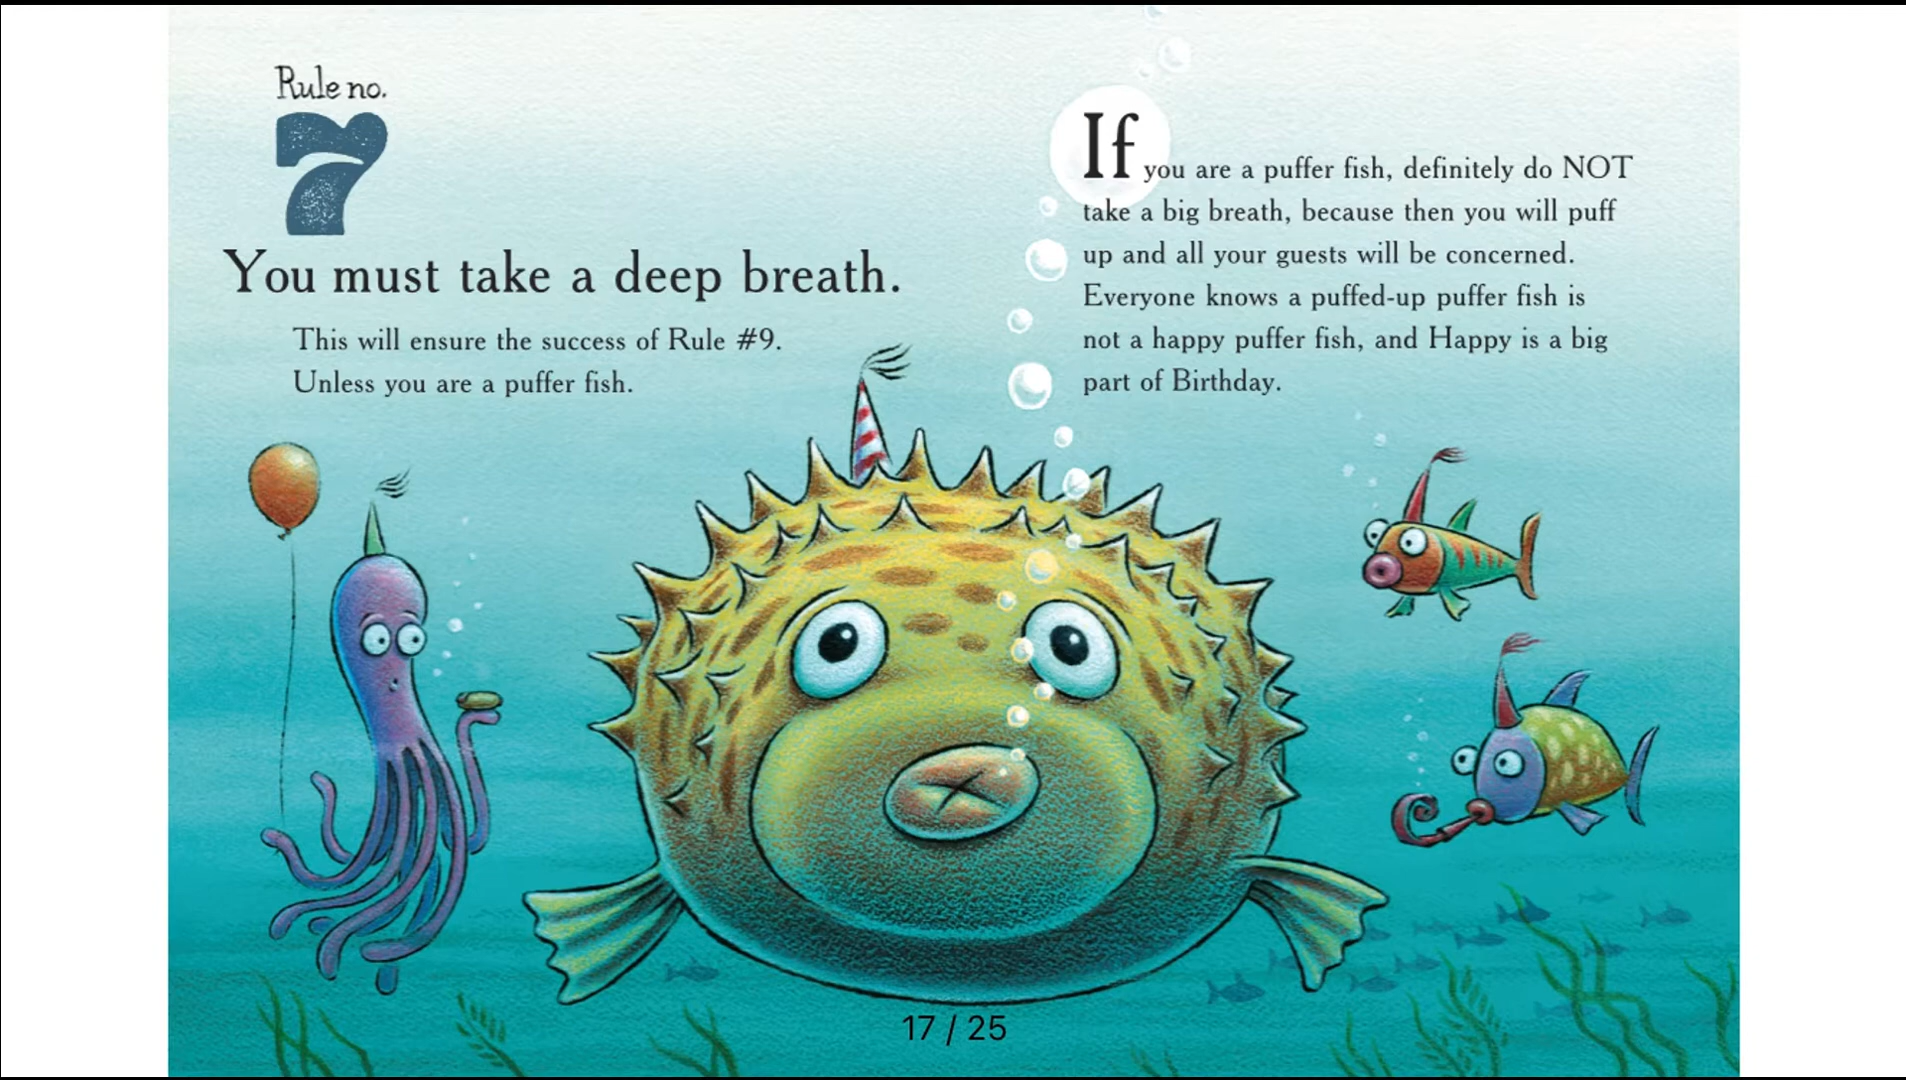 Rule no.
7
You must take a deep breath.
This will ensure the success of Rule #9.
Unless you are a puffer fish.
If you are a puffer fish, definitely do NOT
take a big breath, because then you will puff
up and all your guests will be concerned.
Everyone knows a puffed-up puffer fish is
not a happy puffer fish, and Happy is a big
part of Birthday.
17 / 25